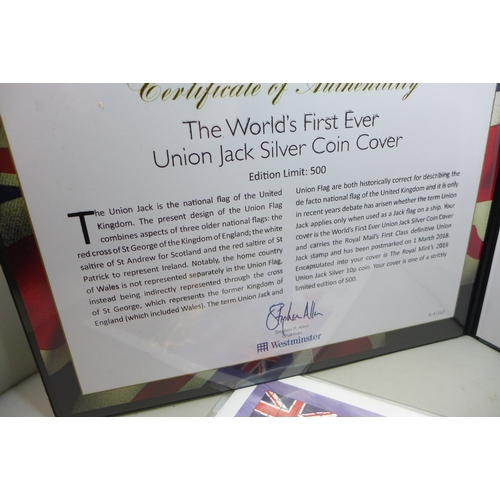 Certificate of Authenticity
The World's First Ever
Union Jack Silver Coin Cover
Edition Limit: 500
The Union Jack is the national flag of the United
Kingdom. The present design of the Union Flag
combines aspects of three older national flags: the
red cross of St George of the Kingdom of England; the white
saltire of St Andrew for Scotland and the red saltire of St
Patrick to represent Ireland. Notably, the home country
of Wales is not represented separately in the Union Flag,
instead being indirectly represented through the cross
of St George, which represents the former Kingdom of
England (which included Wales). The term Union Jack and
Union Flag are both historically correct for describing the
de facto national flag of the United Kingdom and it is only
in recent years debate has arisen whether the term Union
Jack applies only when used as a Jack flag on a ship. Your
cover is the World's First Ever Union Jack Silver Coin Cover
and carries the Royal Mail's First Class definitive Union
Jack stamp and has been postmarked on 1 March 2018.
Encapsulated into your cover is The Royal Mint's 2018
Union Jack Silver 10p coin. Your cover is one of a strictly
limited edition of 500.
Stephen Allen
Chairman
Westminster